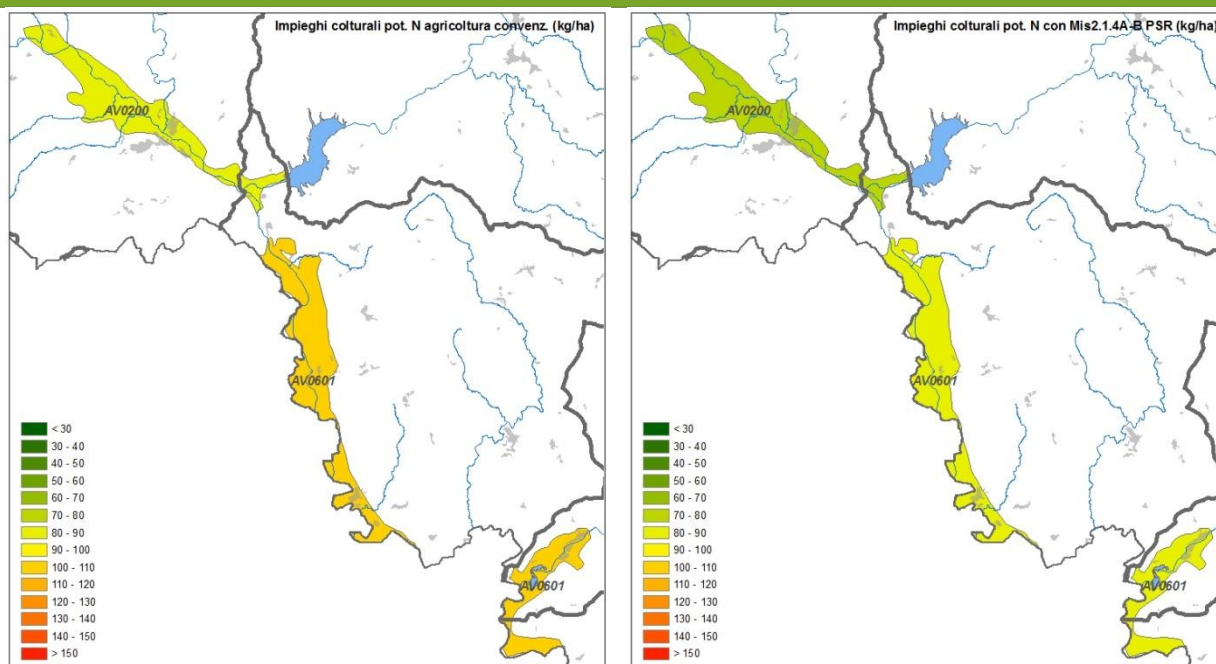 Impieghi colturali pot. N agricoltura convenz. (kg/ha)
AV0200
AV0601
AV0601
< 30
30 - 40
40 - 50
50 - 60
60 - 70
70 - 80
80 - 90
90 - 100
100 - 110
110 - 120
120 - 130
130 - 140
140 - 150
> 150
Impieghi colturali pot. N con Mis2.1.4A-B PSR (kg/ha)
AV0200
AV0601
AV0601
< 30
30 - 40
40 - 50
50 - 60
60 - 70
70 - 80
80 - 90
90 - 100
100 - 110
110 - 120
120 - 130
130 - 140
140 - 150
> 150